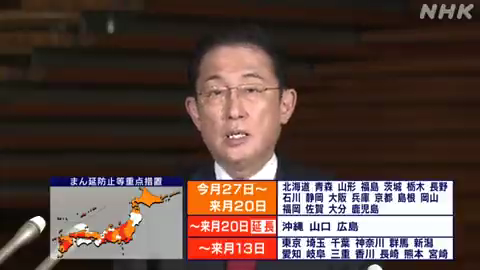 NHK
まん延防止等重点措置
今月27日～
来月20日
北海道 青森 山形 福島 茨城 栃木 長野
石川 静岡 大阪 兵庫 京都 島根 岡山
福岡 佐賀 大分 鹿児島
～来月20日 延長
沖縄 山口 広島
～来月13日
東京 埼玉 千葉 神奈川 群馬 新潟
愛知 岐阜 三重 香川 長崎 熊本 宮崎